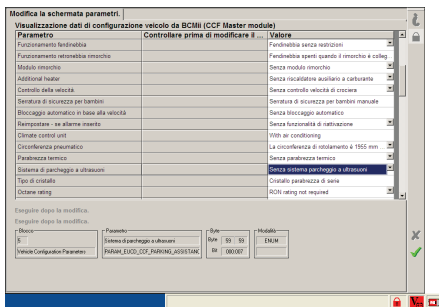 Modifica la schermata parametri.
Visualizzazione dati di configurazione veicolo da BCMii (CCF Master module)
Parametro Controllare prima di modificare il ... Valore
Funzionamento fendinebbia Fendinebbia senza restrizioni
Funzionamento retronebbia rimorchio Fendinebbia spenti quando il rimorchio è colleg
Modulo rimorchio Senza modulo rimorchio
Additional heater Senza riscaldatore ausiliario a carburante
Controllo della velocità Senza controllo velocità di crociera
Serratura di sicurezza per bambini Serratura di sicurezza per bambini manuale
Bloccaggio automatico in base alla velocità Senza bloccaggio automatico
Reimpostare - se allarme inserito Senza funzionalità di riattivazione
Climate control unit With air conditioning
Circonferenza pneumatico La circonferenza di rotolamento è 1955 mm ...
Parabrezza termico Senza parabrezza termico
Sistema di parcheggio a ultrasuoni Senza sistema parcheggio a ultrasuoni
Tipo di cristallo Cristallo parabrezza di serie
Octane rating RON rating not required
Eseguire dopo la modifica.
Eseguire dopo la modifica.
Blocco Parametro Byte Modalità
5 Sistema di parcheggio a ultrasuoni Byte 59 59 ENUM
Vehicle Configuration Parameters PARAM_EUCD_CCF_PARKING_ASSISTANC Bit 000.007